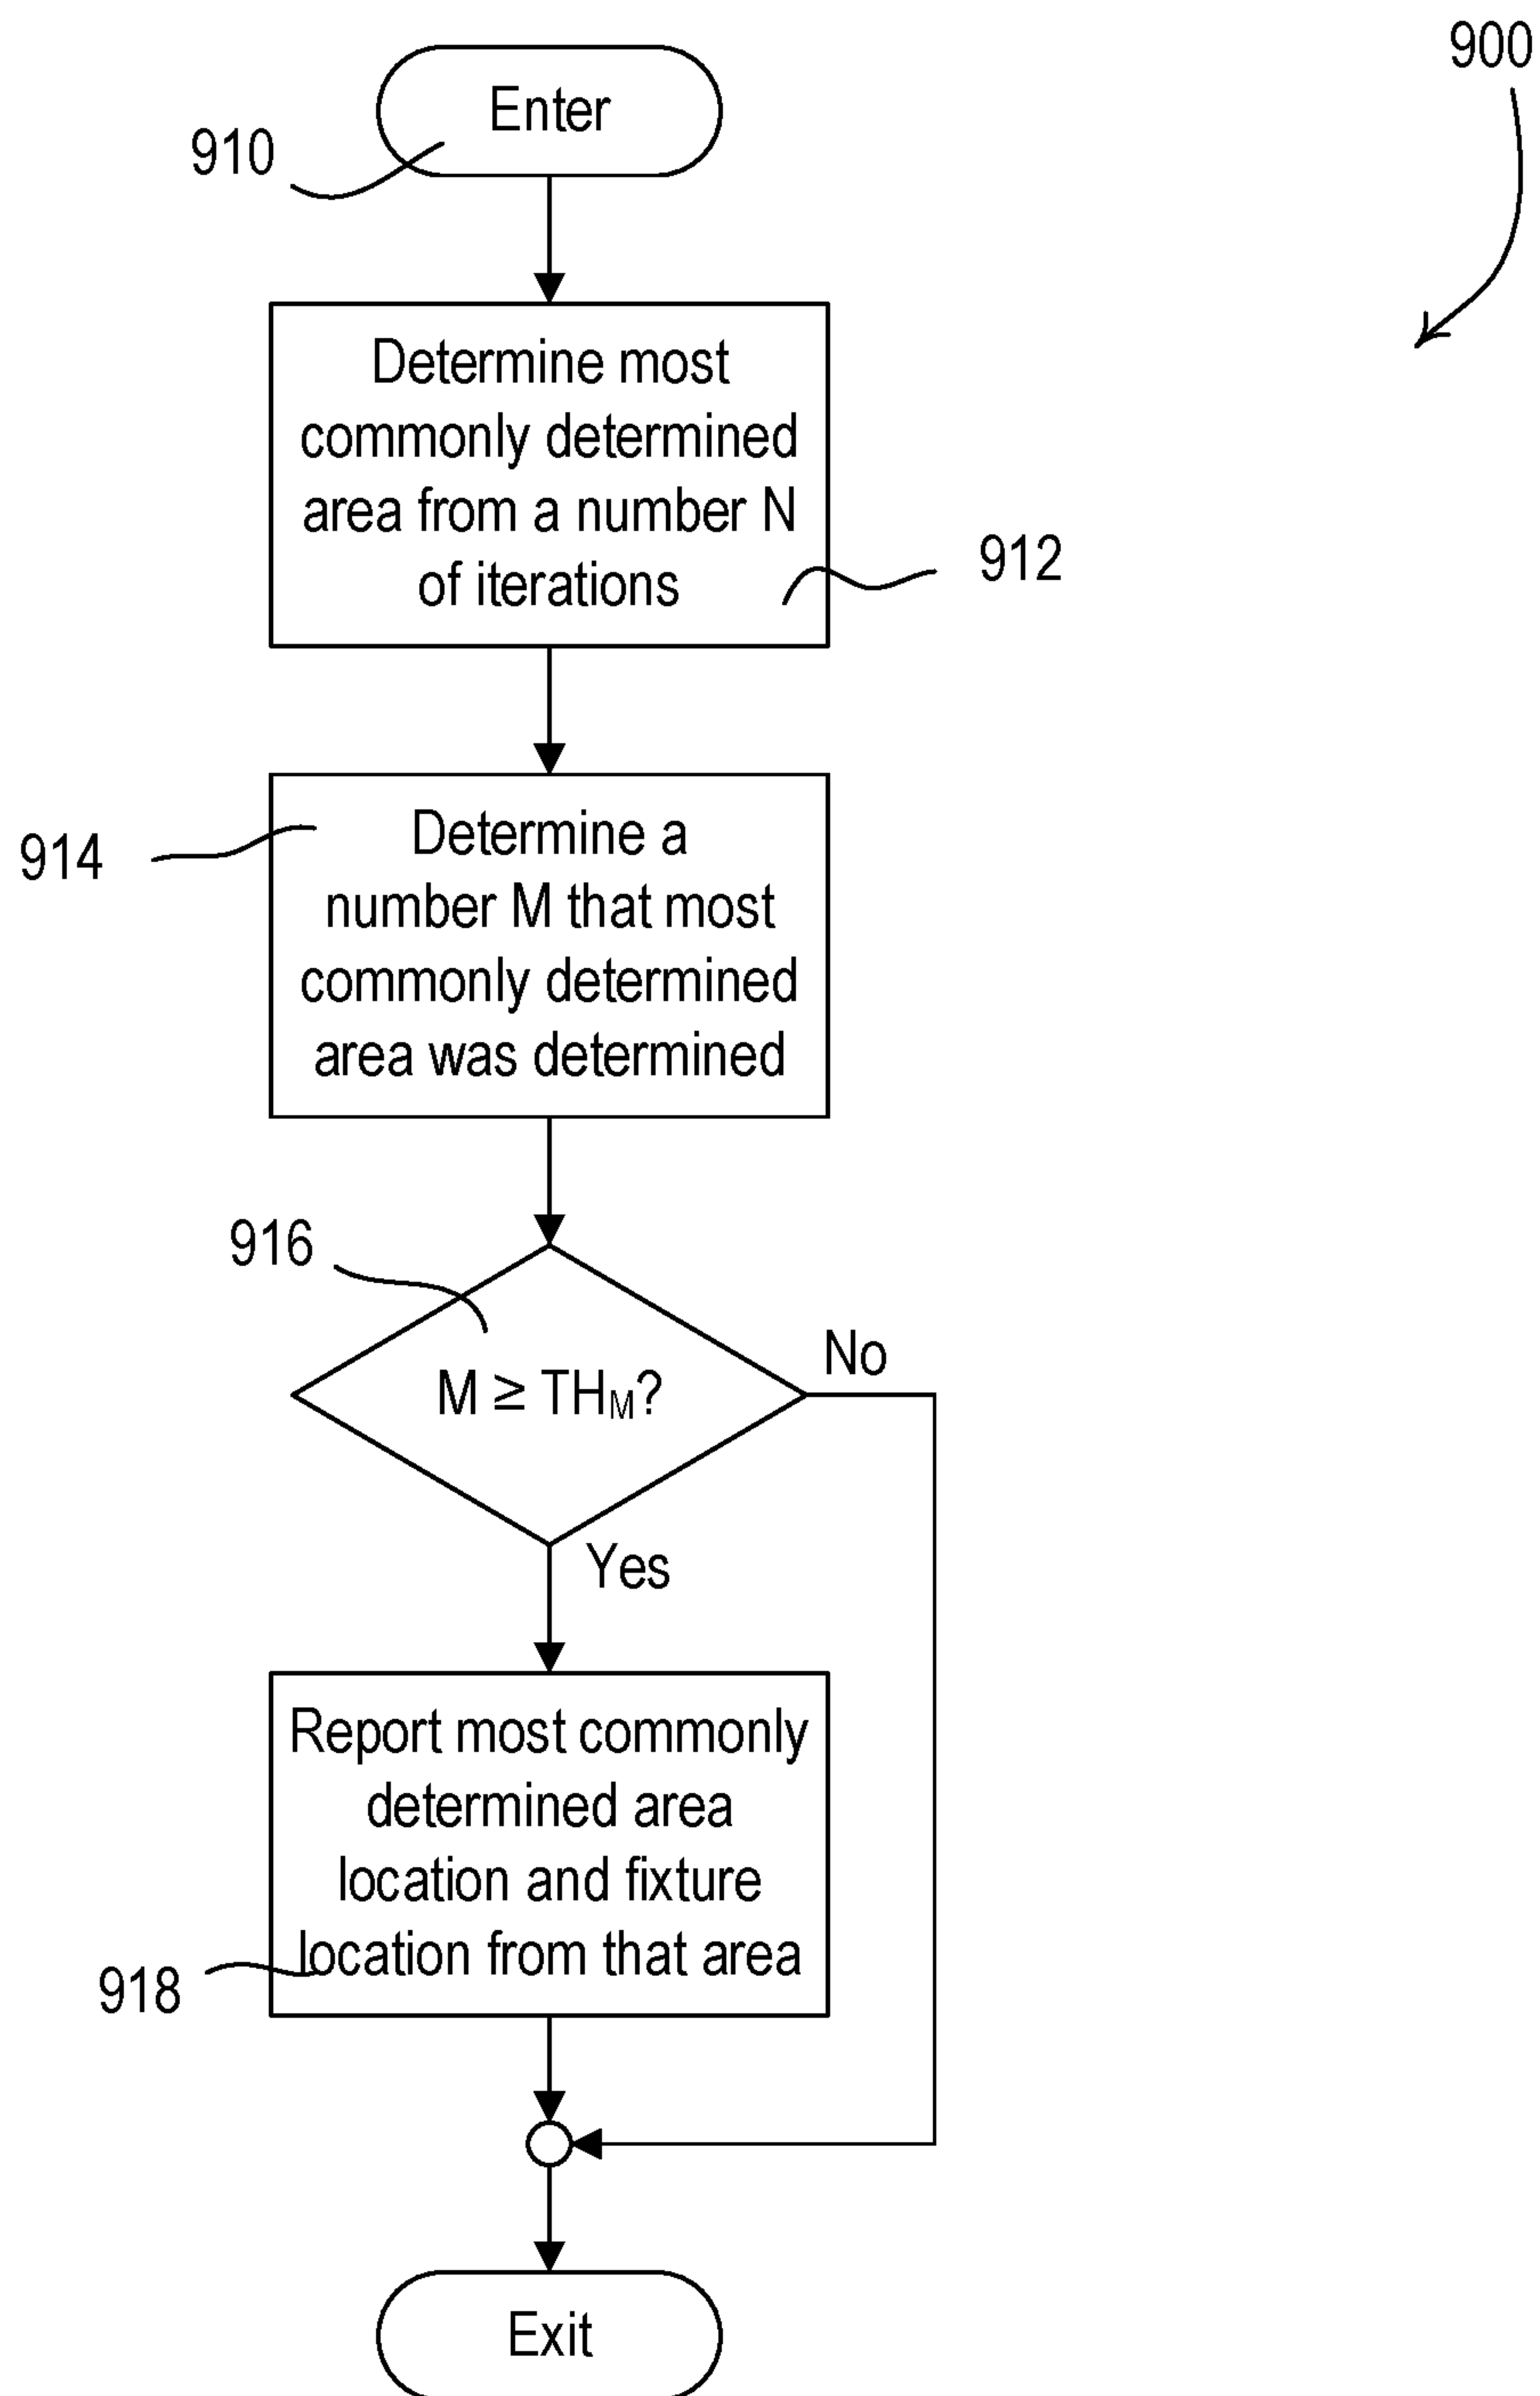 900
Enter
910
Determine most
commonly determined
area from a number N
of iterations
912
Determine a
number M that most
commonly determined
area was determined
914
916
M ≥ TH_M?
No
Yes
Report most commonly
determined area
location and fixture
location from that area
918
Exit